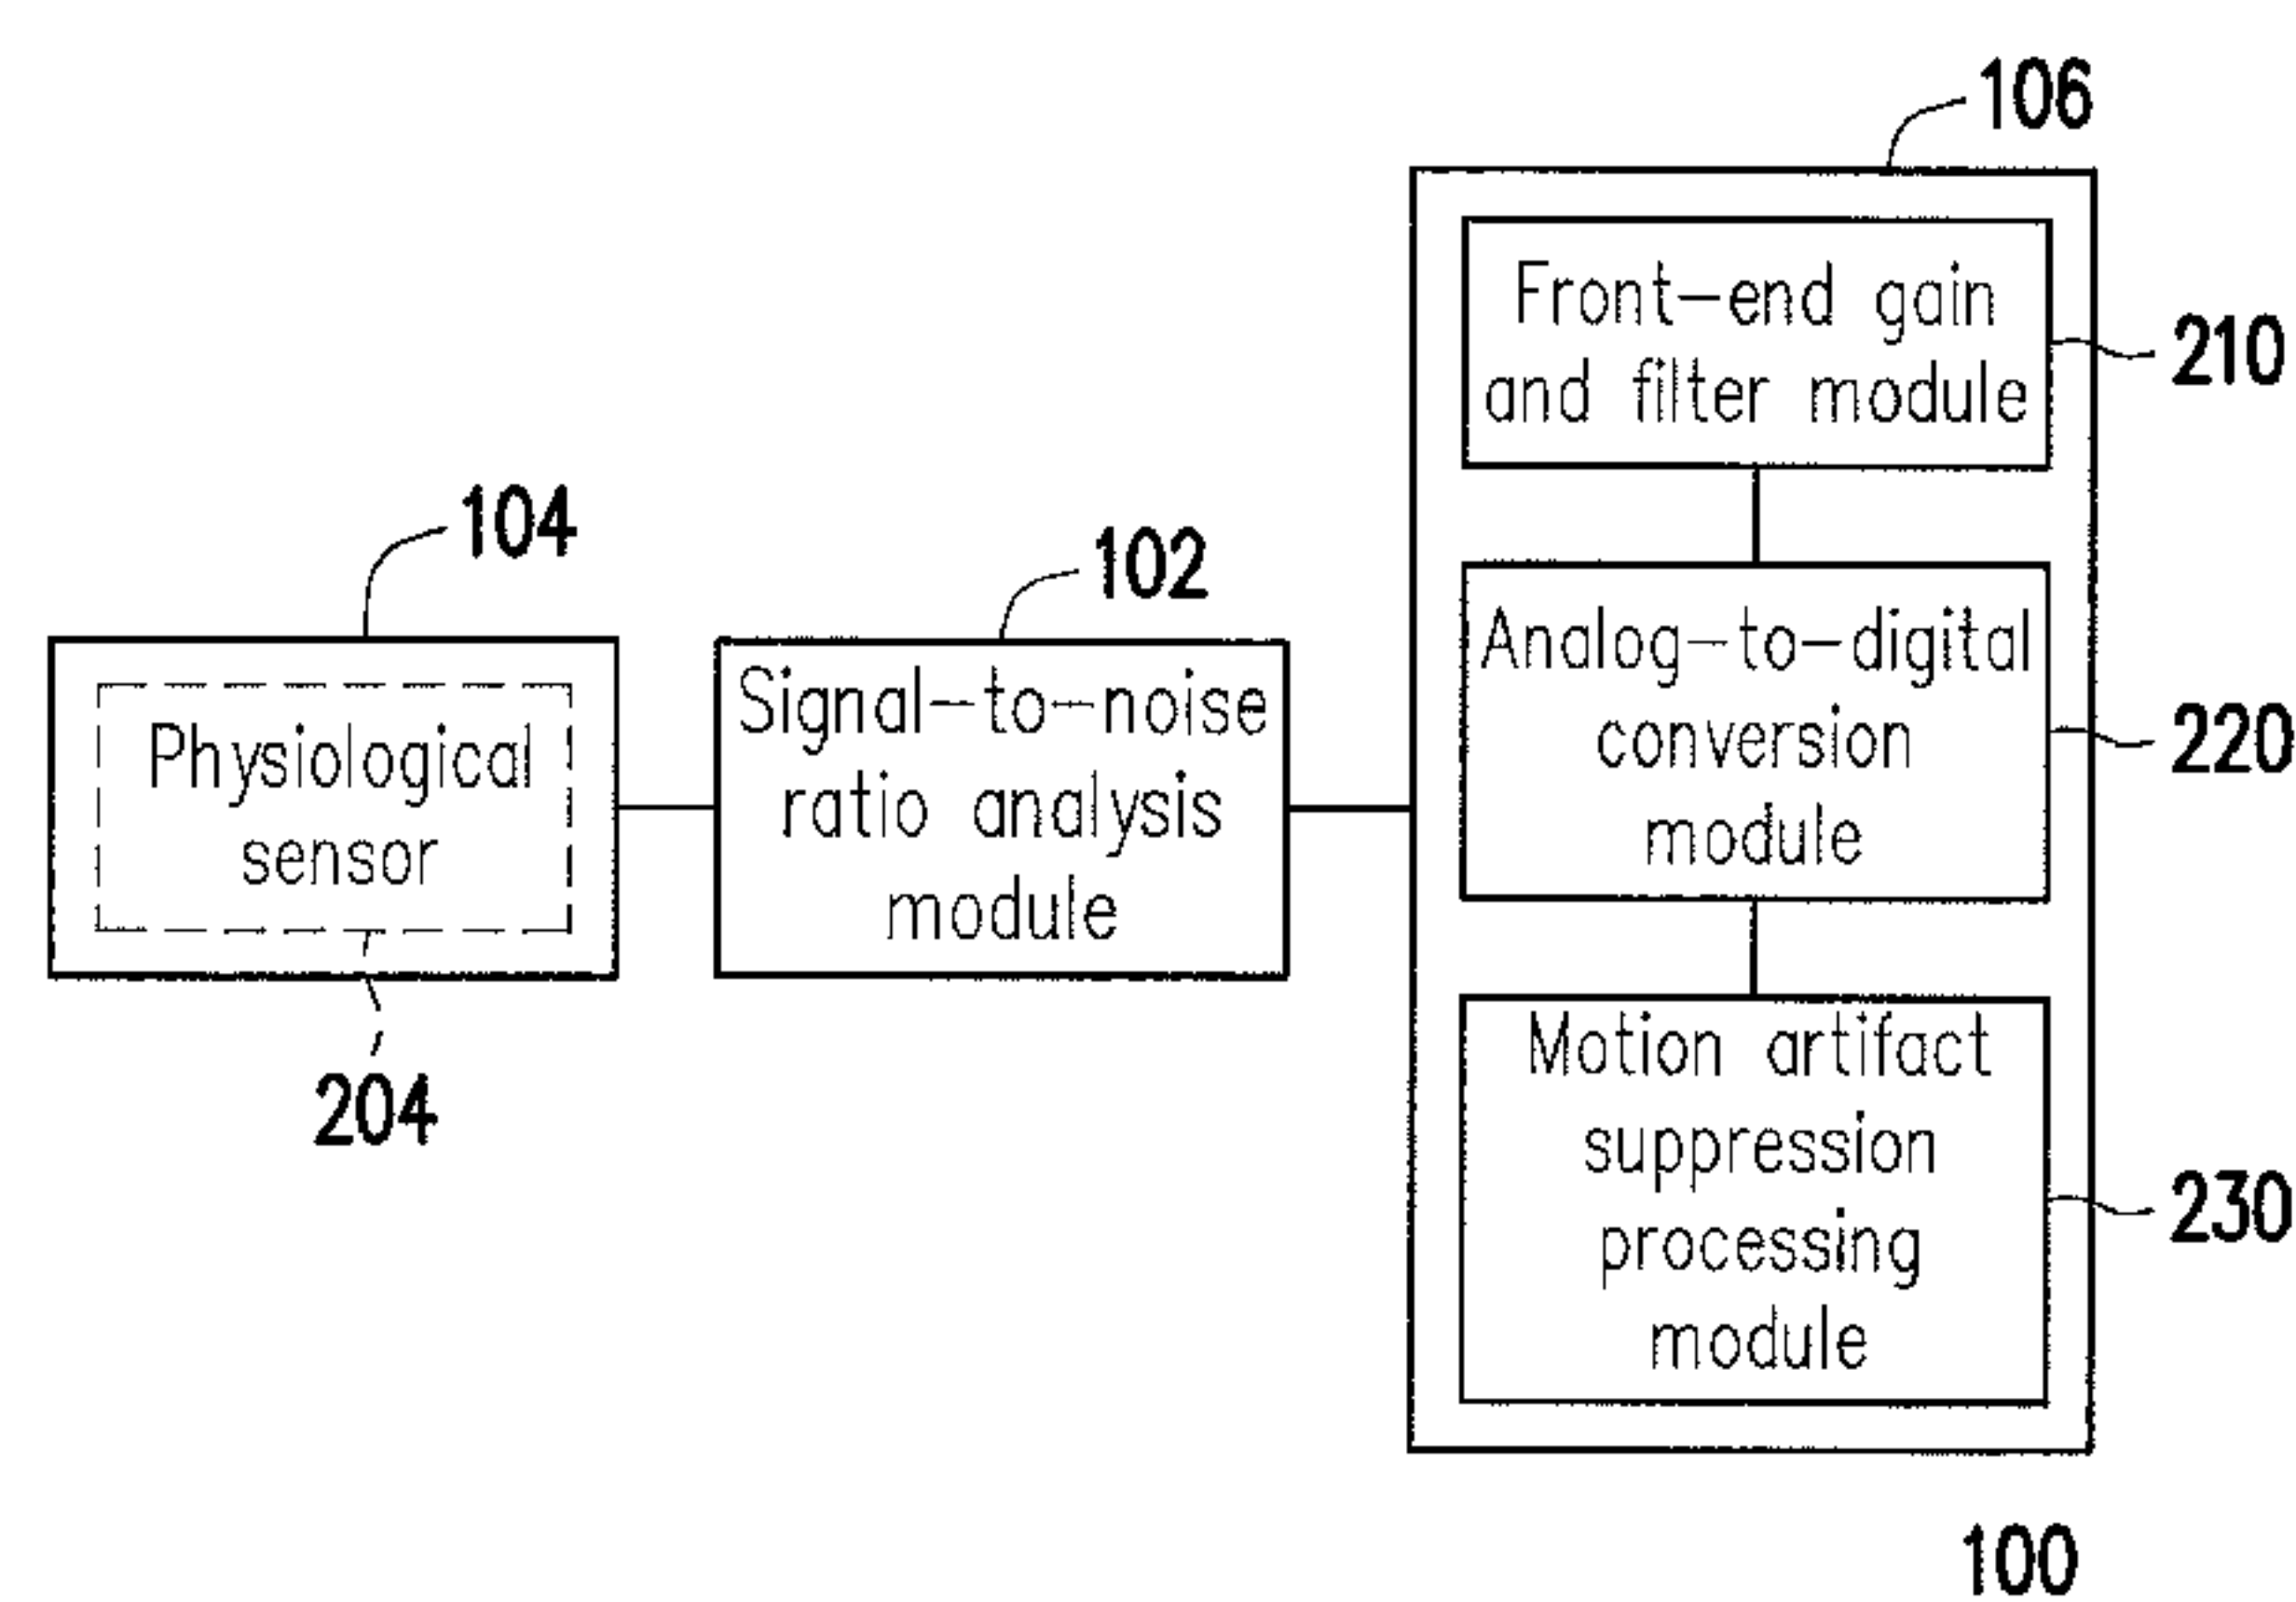 106
Front-end gain
and filter module
210
104
102
Analog-to-digital
conversion
module
220
Physiological
sensor
Signal-to-noise
ratio analysis
module
204
Motion artifact
suppression
processing
module
230
100